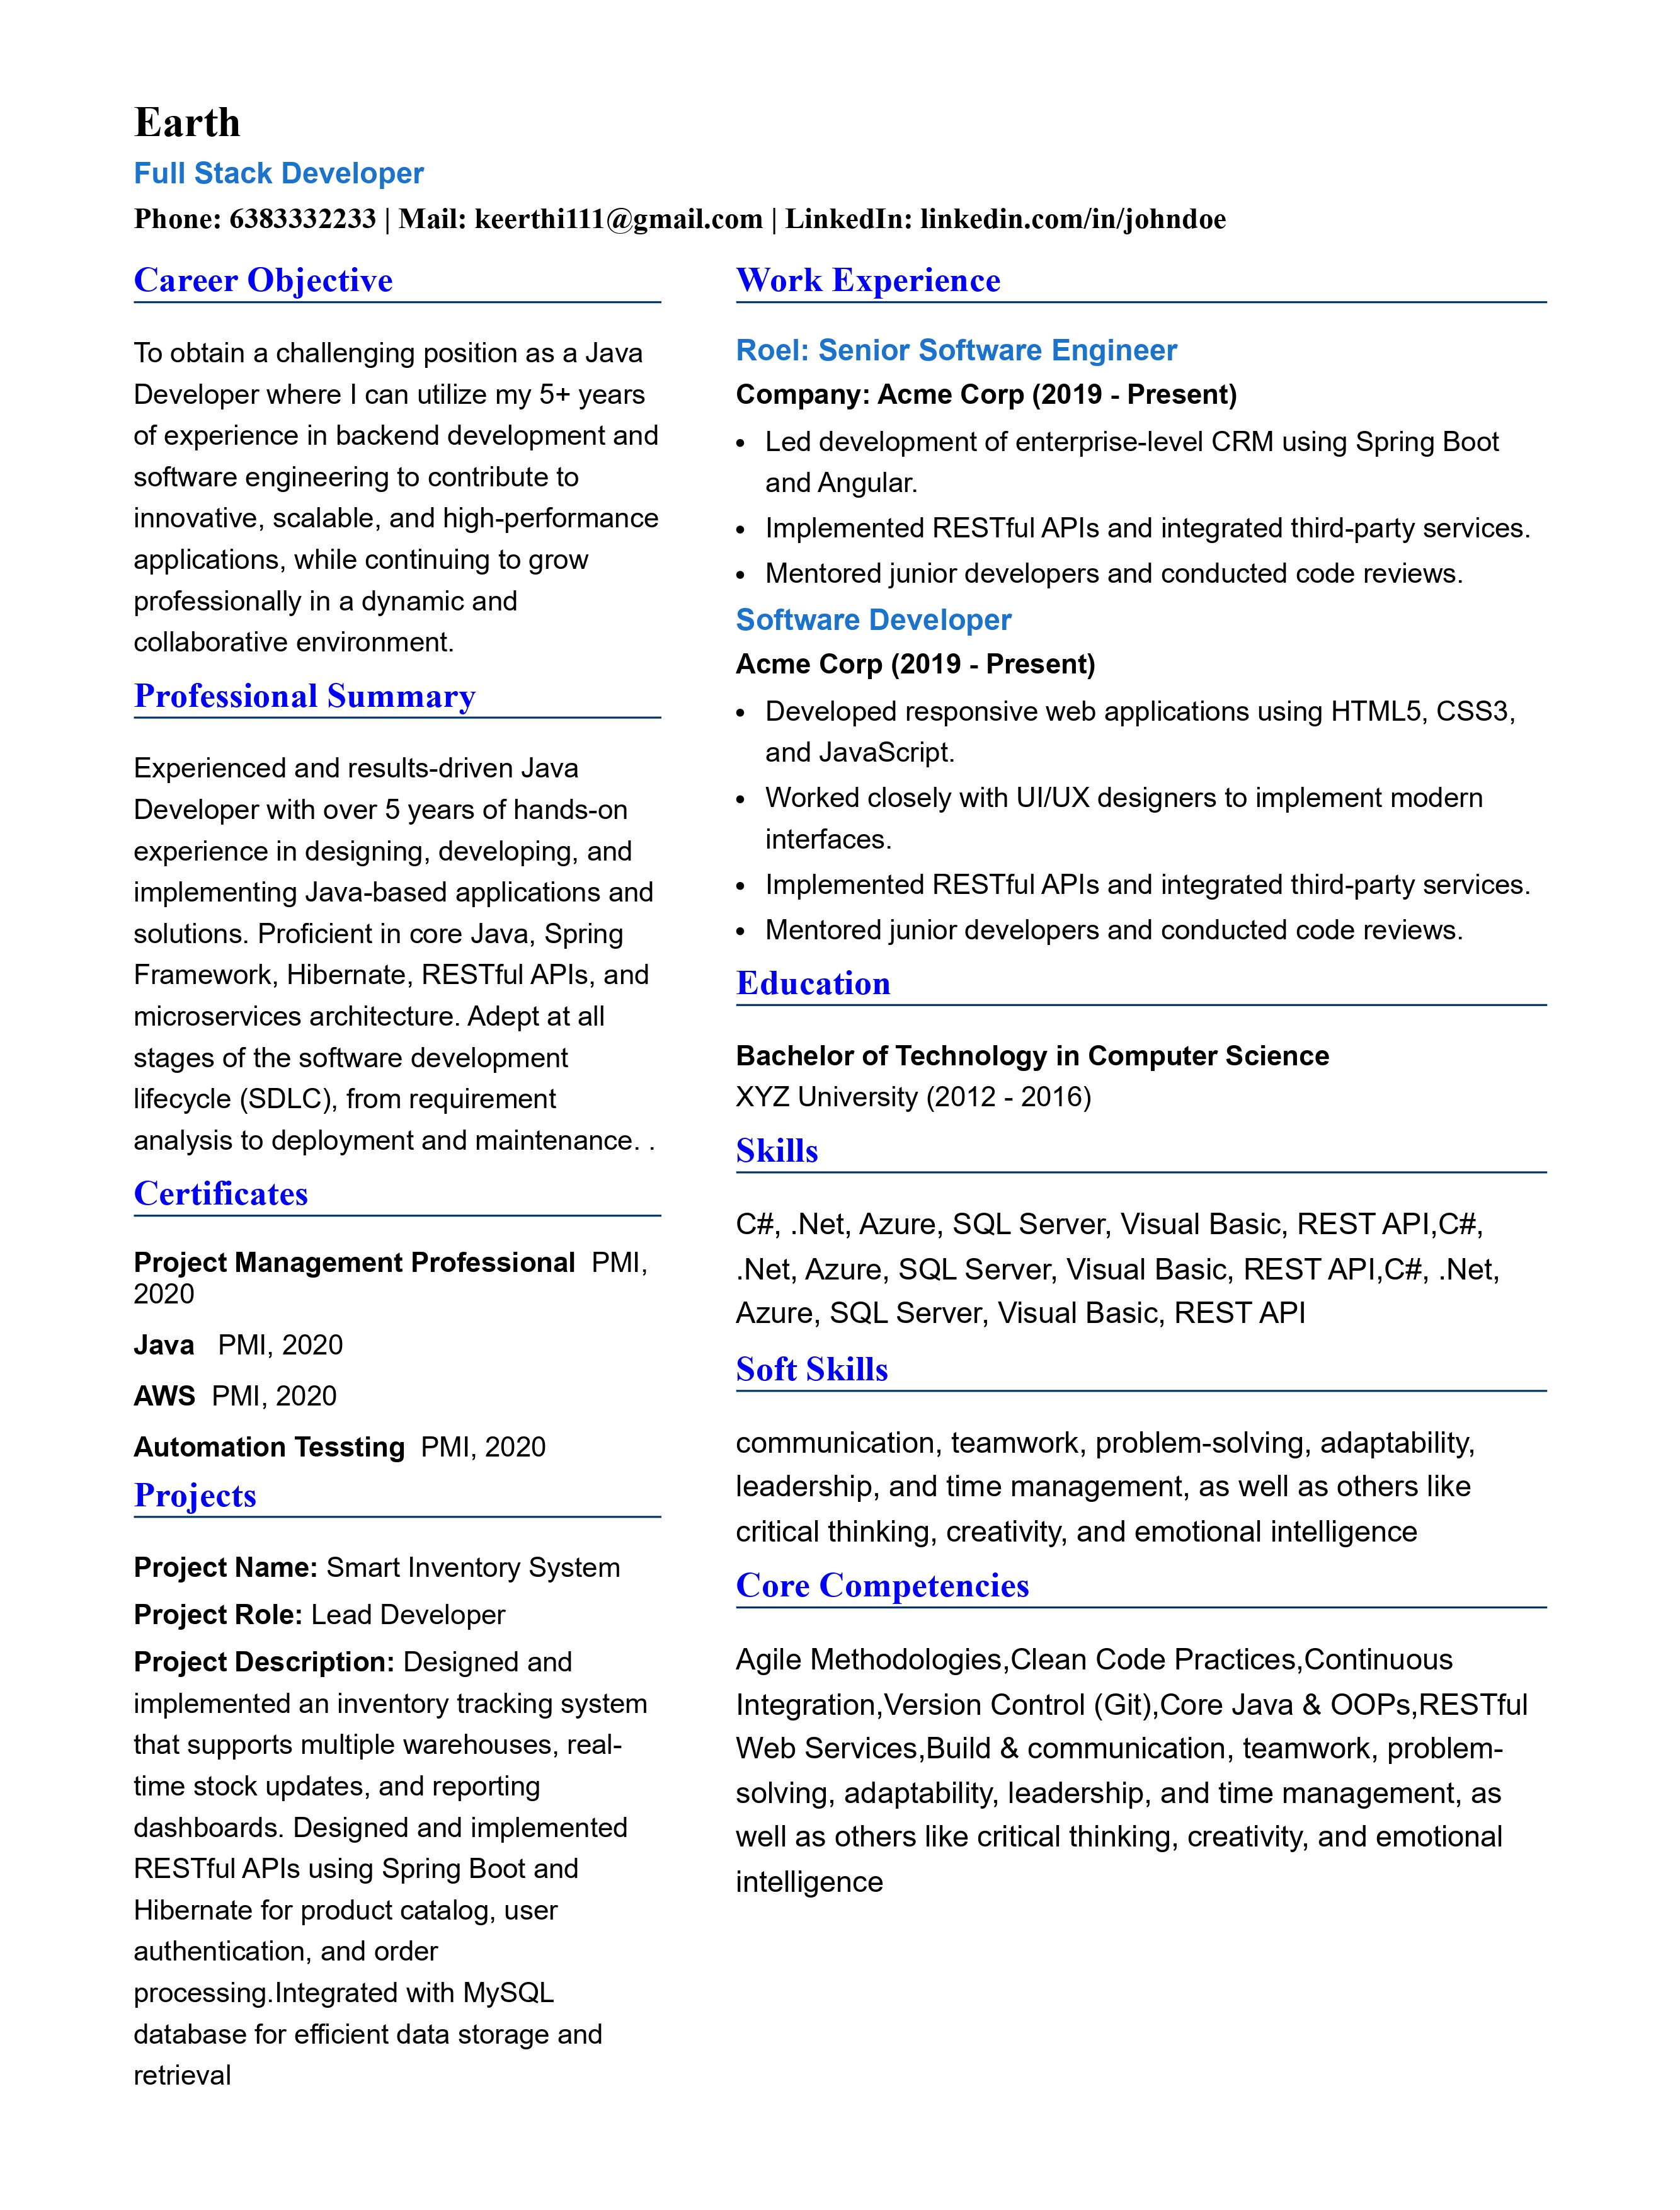 Earth
Full Stack Developer
Phone: 6383332233 | Mail: keerthi111@gmail.com | LinkedIn: linkedin.com/in/johndoe
Career Objective
To obtain a challenging position as a Java
Developer where I can utilize my 5+ years
of experience in backend development and
software engineering to contribute to
innovative, scalable, and high-performance
applications, while continuing to grow
professionally in a dynamic and
collaborative environment.
Professional Summary
Experienced and results-driven Java
Developer with over 5 years of hands-on
experience in designing, developing, and
implementing Java-based applications and
solutions. Proficient in core Java, Spring
Framework, Hibernate, RESTful APIs, and
microservices architecture. Adept at all
stages of the software development
lifecycle (SDLC), from requirement
analysis to deployment and maintenance. .
Certificates
Project Management Professional PMI,
2020
Java PMI, 2020
AWS PMI, 2020
Automation Tessting PMI, 2020
Projects
Project Name: Smart Inventory System
Project Role: Lead Developer
Project Description: Designed and
implemented an inventory tracking system
that supports multiple warehouses, real-
time stock updates, and reporting
dashboards. Designed and implemented
RESTful APIs using Spring Boot and
Hibernate for product catalog, user
authentication, and order
processing.Integrated with MySQL
database for efficient data storage and
retrieval
Work Experience
Roel: Senior Software Engineer
Company: Acme Corp (2019 - Present)
• Led development of enterprise-level CRM using Spring Boot
and Angular.
• Implemented RESTful APIs and integrated third-party services.
• Mentored junior developers and conducted code reviews.
Software Developer
Acme Corp (2019 - Present)
• Developed responsive web applications using HTML5, CSS3,
and JavaScript.
• Worked closely with UI/UX designers to implement modern
interfaces.
• Implemented RESTful APIs and integrated third-party services.
• Mentored junior developers and conducted code reviews.
Education
Bachelor of Technology in Computer Science
XYZ University (2012 - 2016)
Skills
C#, .Net, Azure, SQL Server, Visual Basic, REST API,C#,
.Net, Azure, SQL Server, Visual Basic, REST API,C#, .Net,
Azure, SQL Server, Visual Basic, REST API
Soft Skills
communication, teamwork, problem-solving, adaptability,
leadership, and time management, as well as others like
critical thinking, creativity, and emotional intelligence
Core Competencies
Agile Methodologies,Clean Code Practices,Continuous
Integration,Version Control (Git),Core Java & OOPs,RESTful
Web Services,Build & communication, teamwork, problem-
solving, adaptability, leadership, and time management, as
well as others like critical thinking, creativity, and emotional
intelligence